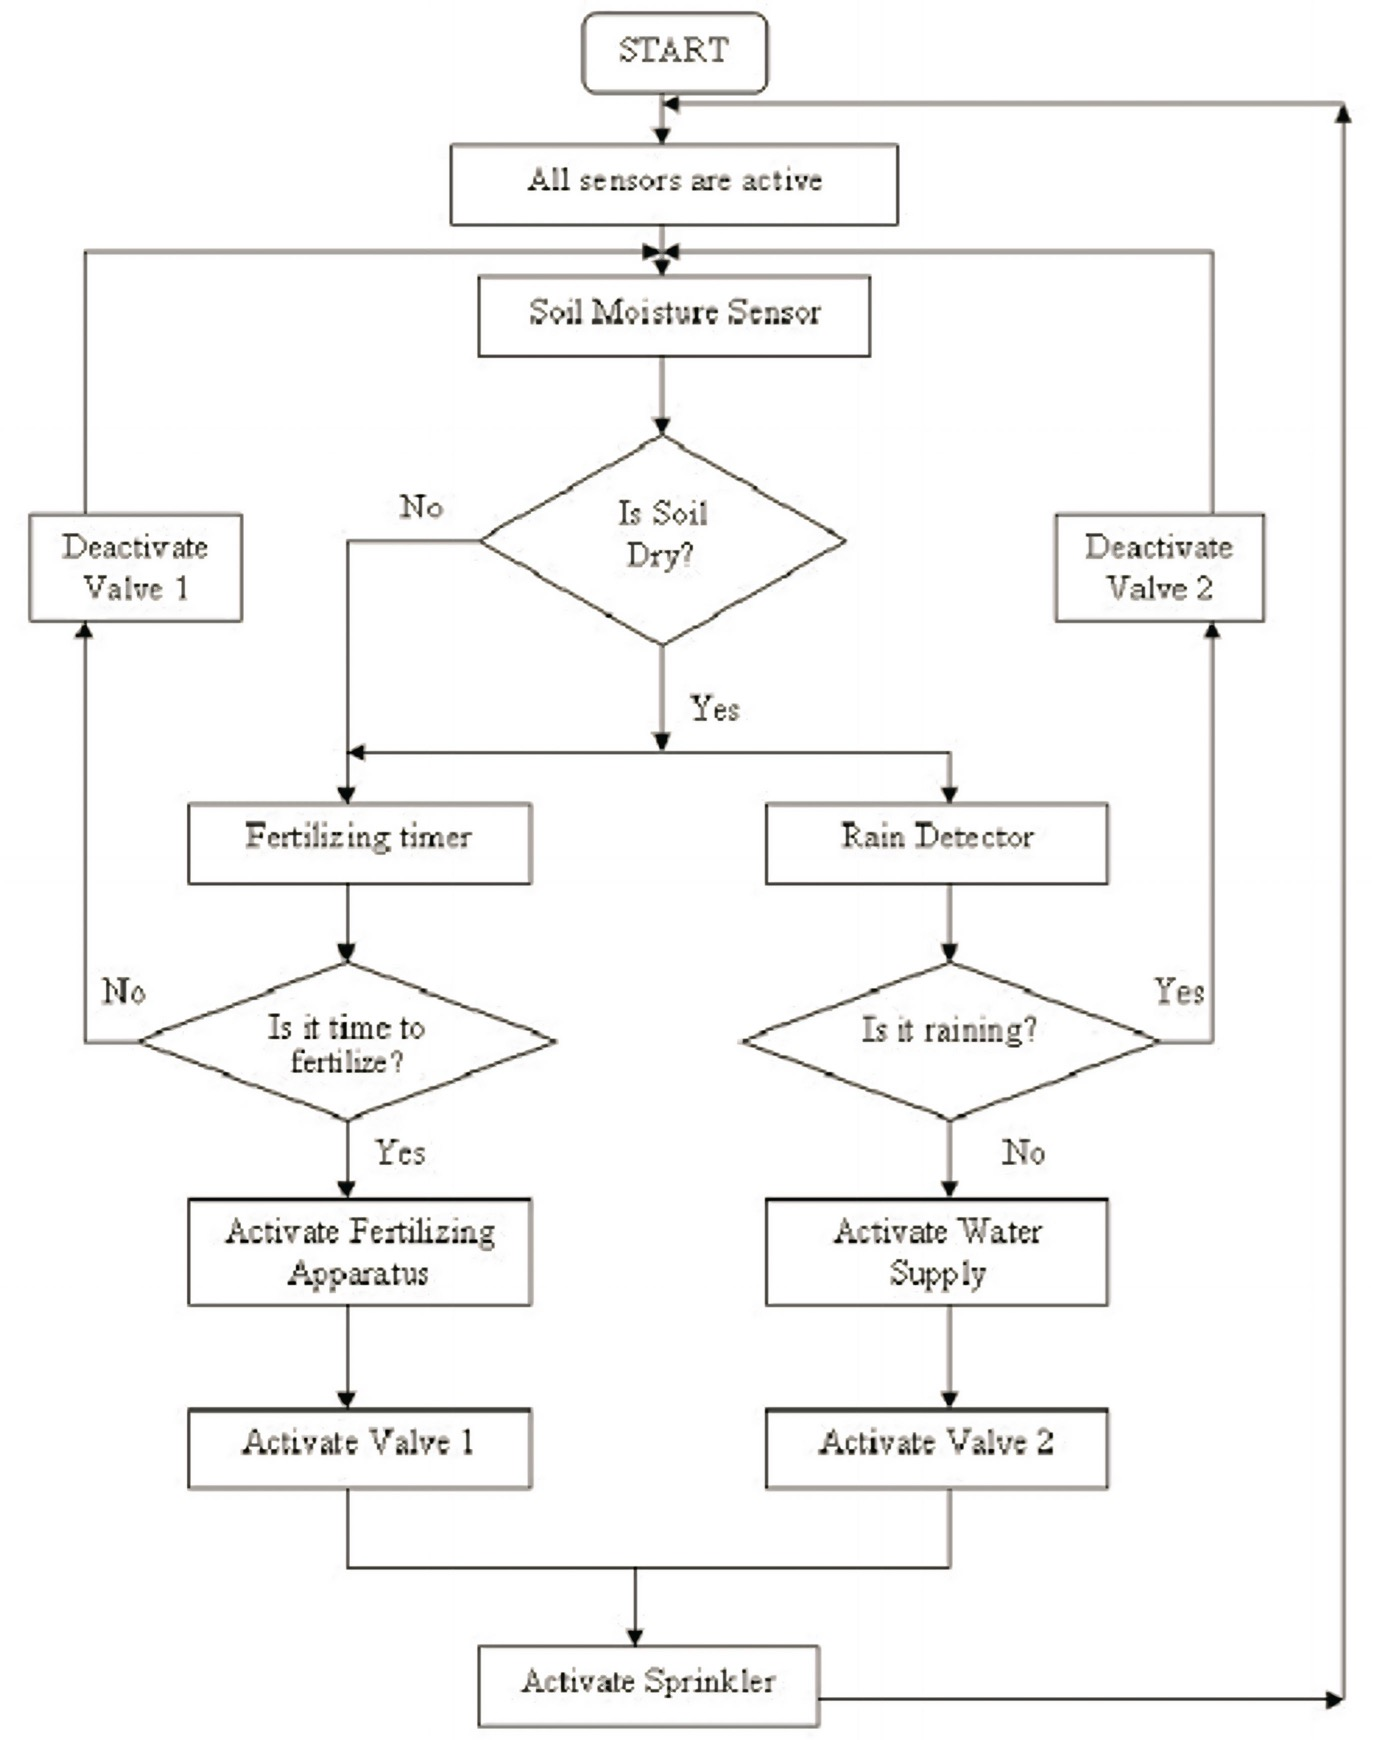 START
All sensors are active
Soil Moisture Sensor
No
Is Soil
Dry?
Deactivate
Valve 1
Deactivate
Valve 2
Yes
Fertilizing timer
Rain Detector
No
Is it time to
fertilize?
Is it raining?
Yes
Yes
No
Activate Fertilizing
Apparatus
Activate Water
Supply
Activate Valve 1
Activate Valve 2
Activate Sprinkler